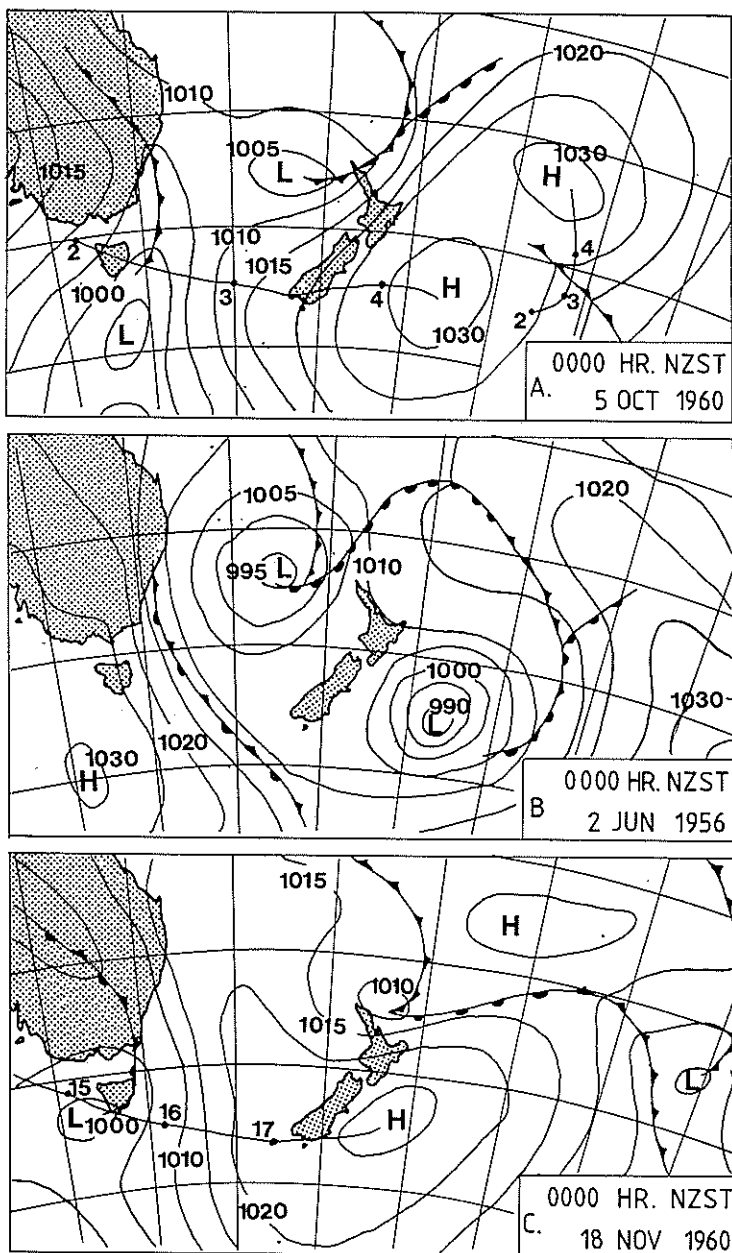 1020
1010
1005
L
1030
H
1015
1010
2
1015
4
1000
3
4
H
3
2
L
1030
0000 HR. NZST
A.
5 OCT 1960
1005
1020
995 L
1010
1000
990
1030
L
1020
1030
H
0000 HR. NZST
B
2 JUN 1956
1015
H
1010
1015
15
L
L 1000
16
H
17
1010
1020
0000 HR. NZST
C.
18 NOV 1960